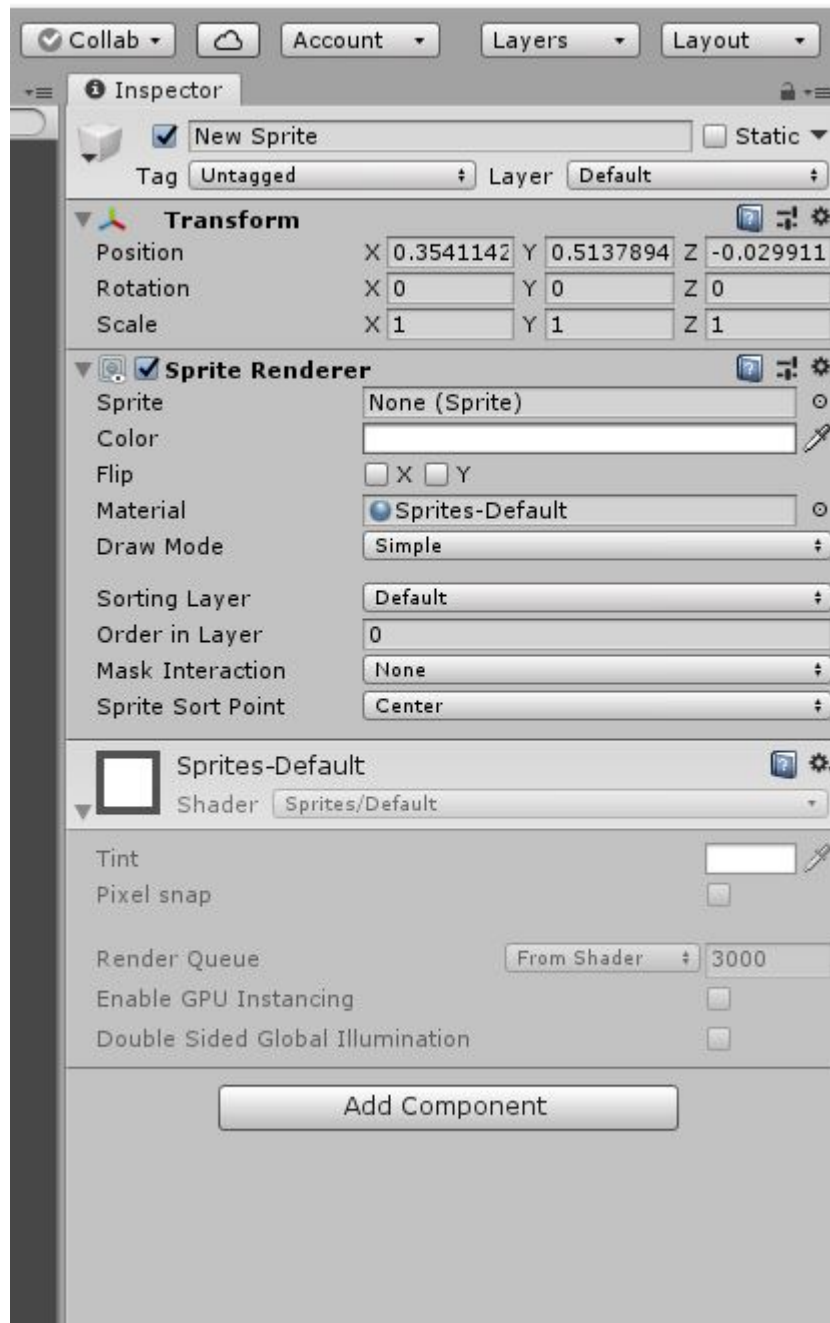 Collab Account Layers Layout
Inspector
New Sprite Static
Tag Untagged Layer Default
Transform
Position X 0.3541142 Y 0.5137894 Z -0.029911
Rotation X 0 Y 0 Z 0
Scale X 1 Y 1 Z 1
Sprite Renderer
Sprite None (Sprite)
Color
Flip X Y
Material Sprites-Default
Draw Mode Simple
Sorting Layer Default
Order in Layer 0
Mask Interaction None
Sprite Sort Point Center
Sprites-Default
Shader Sprites/Default
Tint
Pixel snap
Render Queue From Shader 3000
Enable GPU Instancing
Double Sided Global Illumination
Add Component